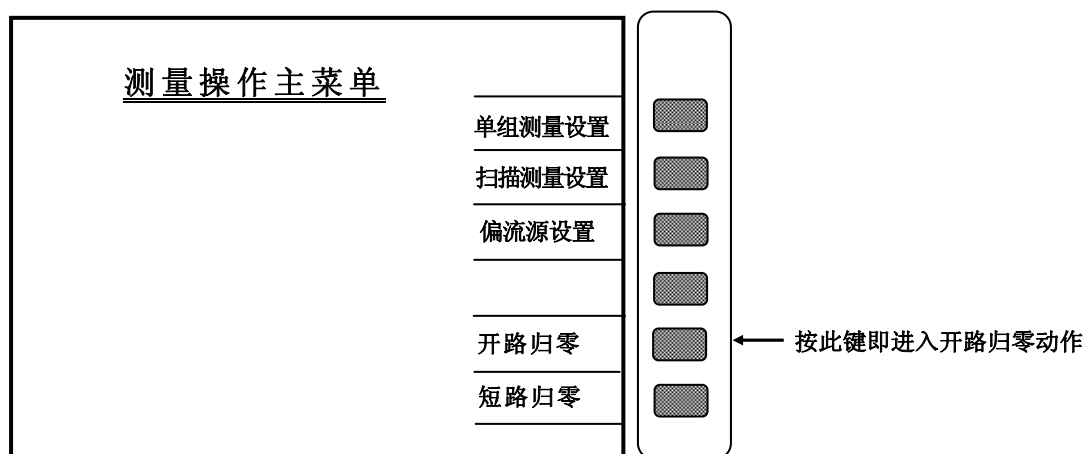 测量操作主菜单
单组测量设置
扫描测量设置
偏流源设置
开路归零
按此键即进入开路归零动作
短路归零